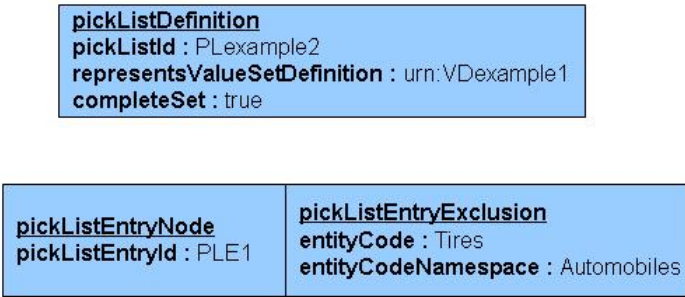 pickListDefinition
pickListId : PLexample2
representsValueSetDefinition : urn:VDexample1
completeSet : true
pickListEntryNode
pickListEntryId : PLE1
pickListEntryExclusion
entityCode : Tires
entityCodeNamespace : Automobiles